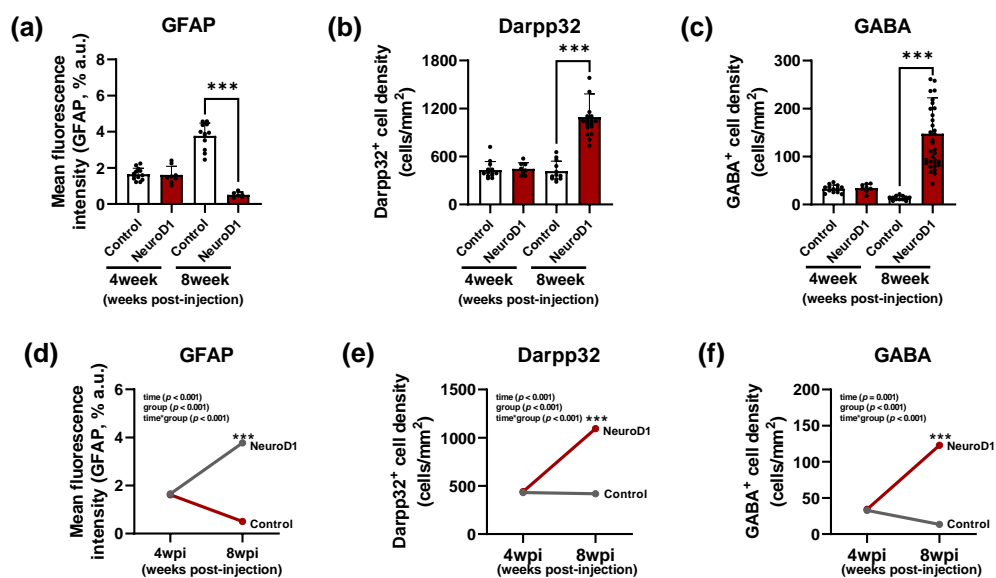 (a)
GFAP
Mean fluorescence
intensity (GFAP, % a.u.)
8
6
4
2
0
***
Control
NeuroD1
Control
NeuroD1
4week
8week
(weeks post-injection)
(b)
Darpp32
Darpp32+ cell density
(cells/mm2)
1800
1200
600
0
***
Control
NeuroD1
Control
NeuroD1
4week
8week
(weeks post-injection)
(c)
GABA
GABA+ cell density
(cells/mm2)
300
200
100
0
***
Control
NeuroD1
Control
NeuroD1
4week
8week
(weeks post-injection)
(d)
GFAP
Mean fluorescence
intensity (GFAP, % a.u.)
6
4
2
0
time (p < 0.001)
group (p < 0.001)
time*group (p < 0.001)
***
NeuroD1
Control
4wpi
8wpi
(weeks post-injection)
(e)
Darpp32
Darpp32+ cell density
(cells/mm2)
1500
1000
500
0
time (p < 0.001)
group (p < 0.001)
time*group (p < 0.001)
***
NeuroD1
Control
4wpi
8wpi
(weeks post-injection)
(f)
GABA
GABA+ cell density
(cells/mm2)
200
150
100
50
0
time (p = 0.001)
group (p < 0.001)
time*group (p < 0.001)
***
NeuroD1
Control
4wpi
8wpi
(weeks post-injection)